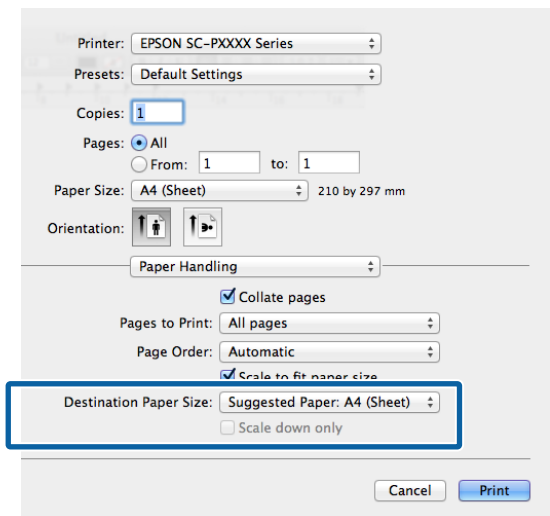 Printer: EPSON SC-PXXXX Series
Presets: Default Settings
Copies: 1
Pages: All
From: 1 to: 1
Paper Size: A4 (Sheet) 210 by 297 mm
Orientation:
Paper Handling
Collate pages
Pages to Print: All pages
Page Order: Automatic
Scale to fit paper size
Destination Paper Size: Suggested Paper: A4 (Sheet)
Scale down only
Cancel Print